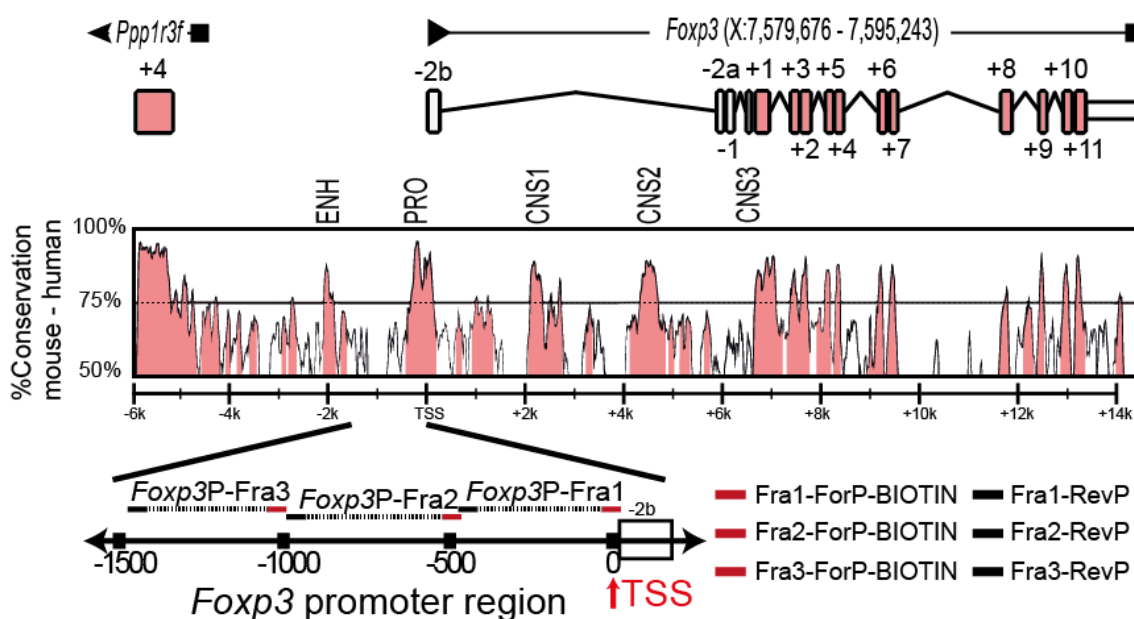 Ppp1r3f Foxp3 (X:7,579,676 - 7,595,243)
+4 -2b -2a +1 +3 +5 +6 +8 +10
-1 +2 +4 +7 +9 +11
ENH PRO CNS1 CNS2 CNS3
%Conservation
mouse - human
100%
75%
50%
-6k -4k -2k TSS +2k +4k +6k +8k +10k +12k +14k
Foxp3P-Fra3 Foxp3P-Fra2 Foxp3P-Fra1 -2b
-1500 -1000 -500 0
Foxp3 promoter region TSS
Fra1-ForP-BIOTIN Fra1-RevP
Fra2-ForP-BIOTIN Fra2-RevP
Fra3-ForP-BIOTIN Fra3-RevP